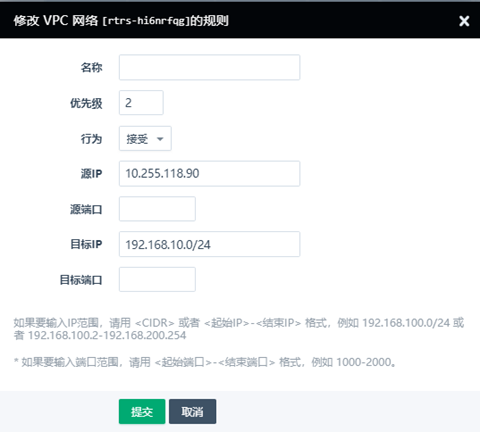 修改 VPC 网络 [rtrs-hi6nrfqg]的规则
名称
优先级 2
行为 接受
源IP 10.255.118.90
源端口
目标IP 192.168.10.0/24
目标端口
如果要输入IP范围，请用 <CIDR> 或者 <起始IP>-<结束IP> 格式，例如 192.168.100.0/24 或
者 192.168.100.2-192.168.200.254
* 如果要输入端口范围，请用 <起始端口>-<结束端口> 格式，例如 1000-2000。
提交 取消